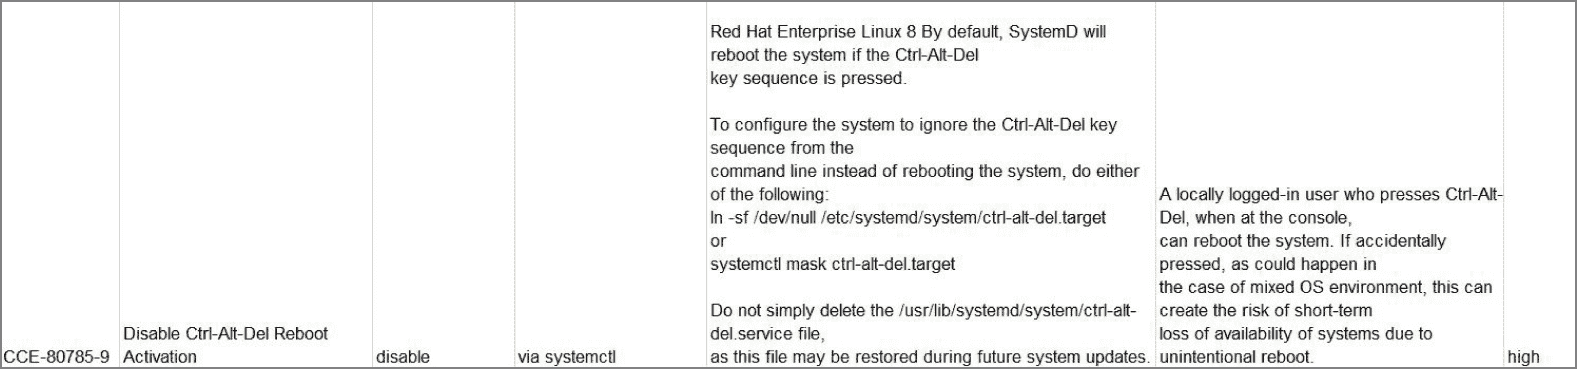 CCE-80785-9
Disable Ctrl-Alt-Del Reboot
Activation
disable
via systemctl
Red Hat Enterprise Linux 8 By default, SystemD will
reboot the system if the Ctrl-Alt-Del
key sequence is pressed.
To configure the system to ignore the Ctrl-Alt-Del key
sequence from the
command line instead of rebooting the system, do either
of the following:
ln -sf /dev/null /etc/systemd/system/ctrl-alt-del.target
or
systemctl mask ctrl-alt-del.target
Do not simply delete the /usr/lib/systemd/system/ctrl-alt-
del.service file,
as this file may be restored during future system updates.
A locally logged-in user who presses Ctrl-Alt-
Del, when at the console,
can reboot the system. If accidentally
pressed, as could happen in
the case of mixed OS environment, this can
create the risk of short-term
loss of availability of systems due to
unintentional reboot.
high